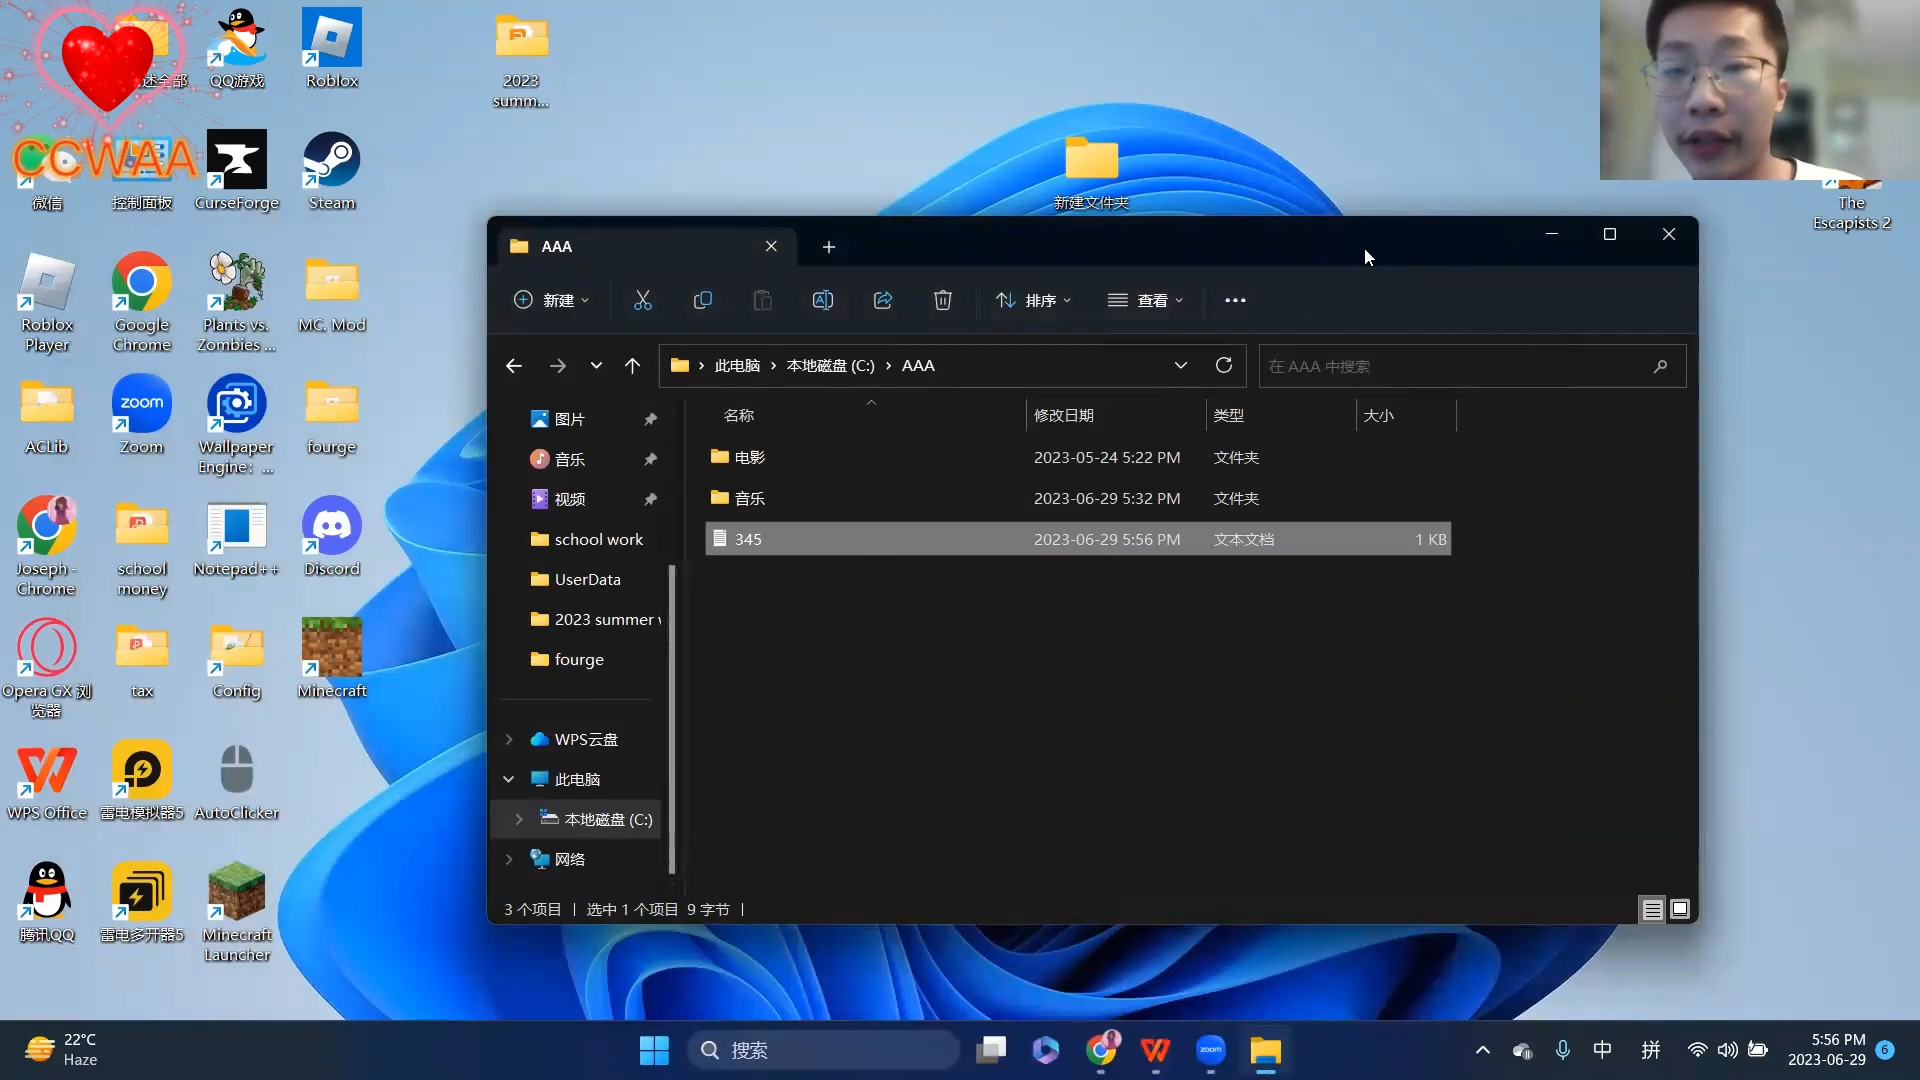 述全部
QQ游戏
Roblox
2023
summ...
CCWAA
微信
控制面板
CurseForge
Steam
新建文件夹
The
Escapists 2
Roblox
Player
Google
Chrome
Plants vs.
Zombies ...
MC. Mod
ACLib
Zoom
zoom
Wallpaper
Engine： ...
fourge
Joseph -
Chrome
school
money
Notepad++
Discord
Opera GX 浏
览器
tax
Config
Minecraft
WPS Office
雷电模拟器5
AutoClicker
腾讯QQ
雷电多开器5
Minecraft
Launcher
AAA
新建
排序
查看
此电脑
本地磁盘 (C:)
AAA
在 AAA 中搜索
图片
音乐
视频
school work
UserData
2023 summer
fourge
WPS云盘
此电脑
本地磁盘 (C:)
网络
名称 修改日期 类型 大小
电影 2023-05-24 5:22 PM 文件夹
音乐 2023-06-29 5:32 PM 文件夹
345 2023-06-29 5:56 PM 文本文档 1 KB
3 个项目 选中 1 个项目 9 字节
22°C
Haze
搜索
zoom
中
拼
5:56 PM
2023-06-29
6